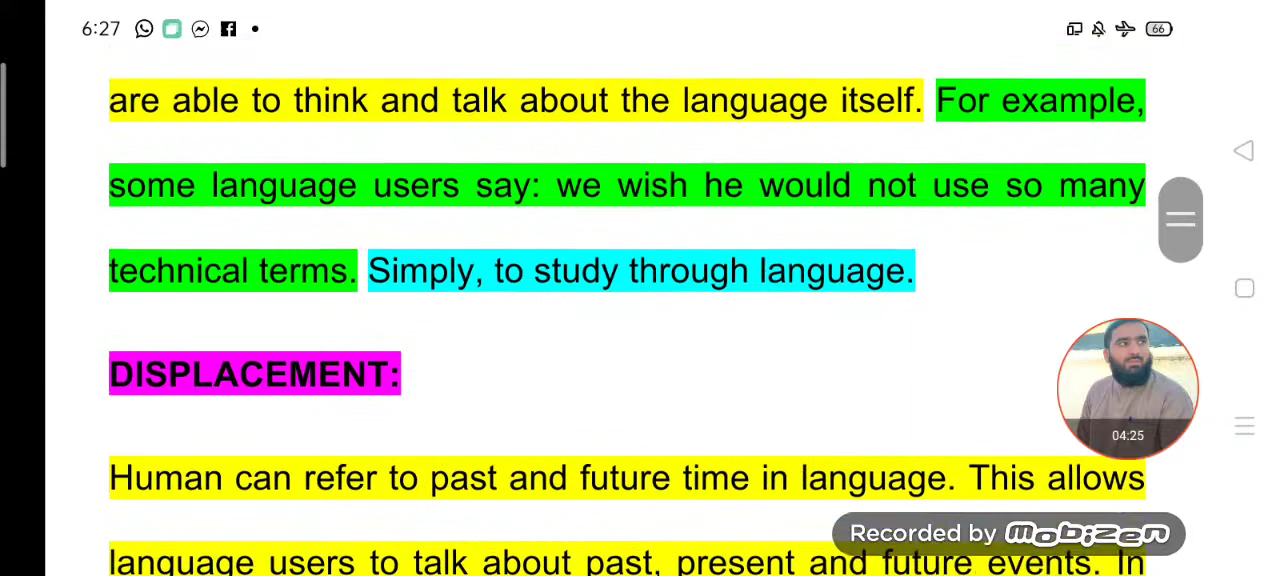 6:27
66
are able to think and talk about the language itself. For example,
some language users say: we wish he would not use so many
technical terms. Simply, to study through language.
DISPLACEMENT:
04:25
Human can refer to past and future time in language. This allows
Recorded by mobizen
language users to talk about past, present and future events. In